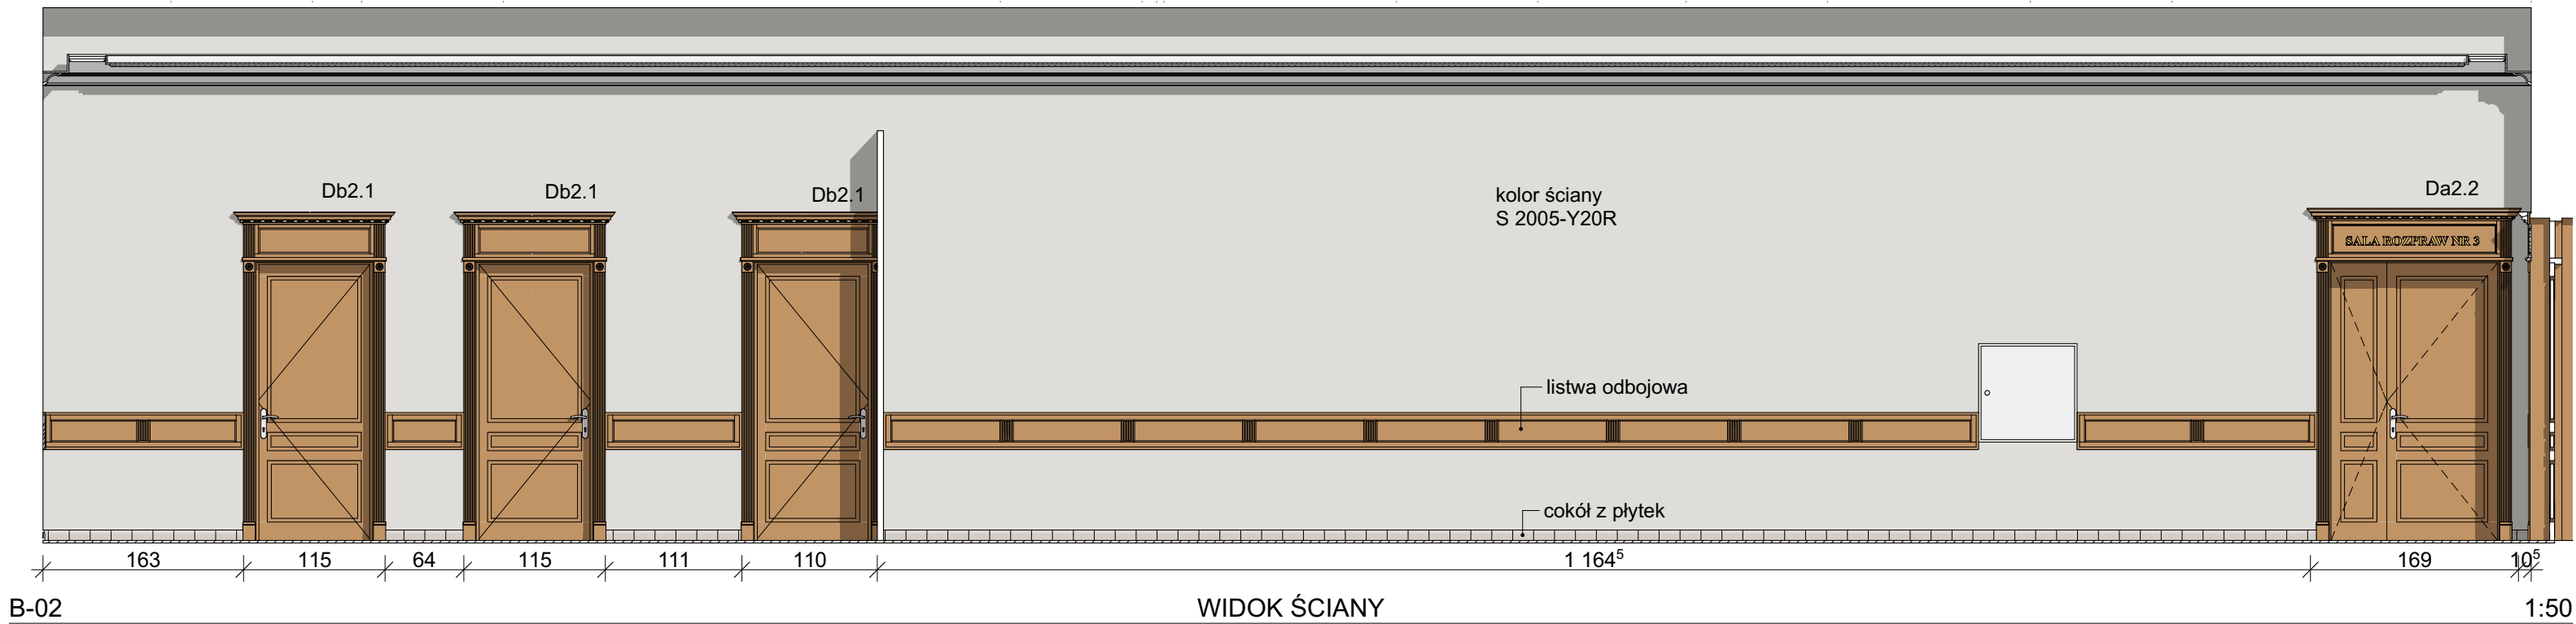 Db2.1
Db2.1
Db2.1
kolor ściany
S 2005-Y20R
Da2.2
SALA ROZPRAW NR 3
listwa odbojowa
cokół z płytek
163
115
64
115
111
110
1 164⁵
169
10⁵
B-02
WIDOK ŚCIANY
1:50